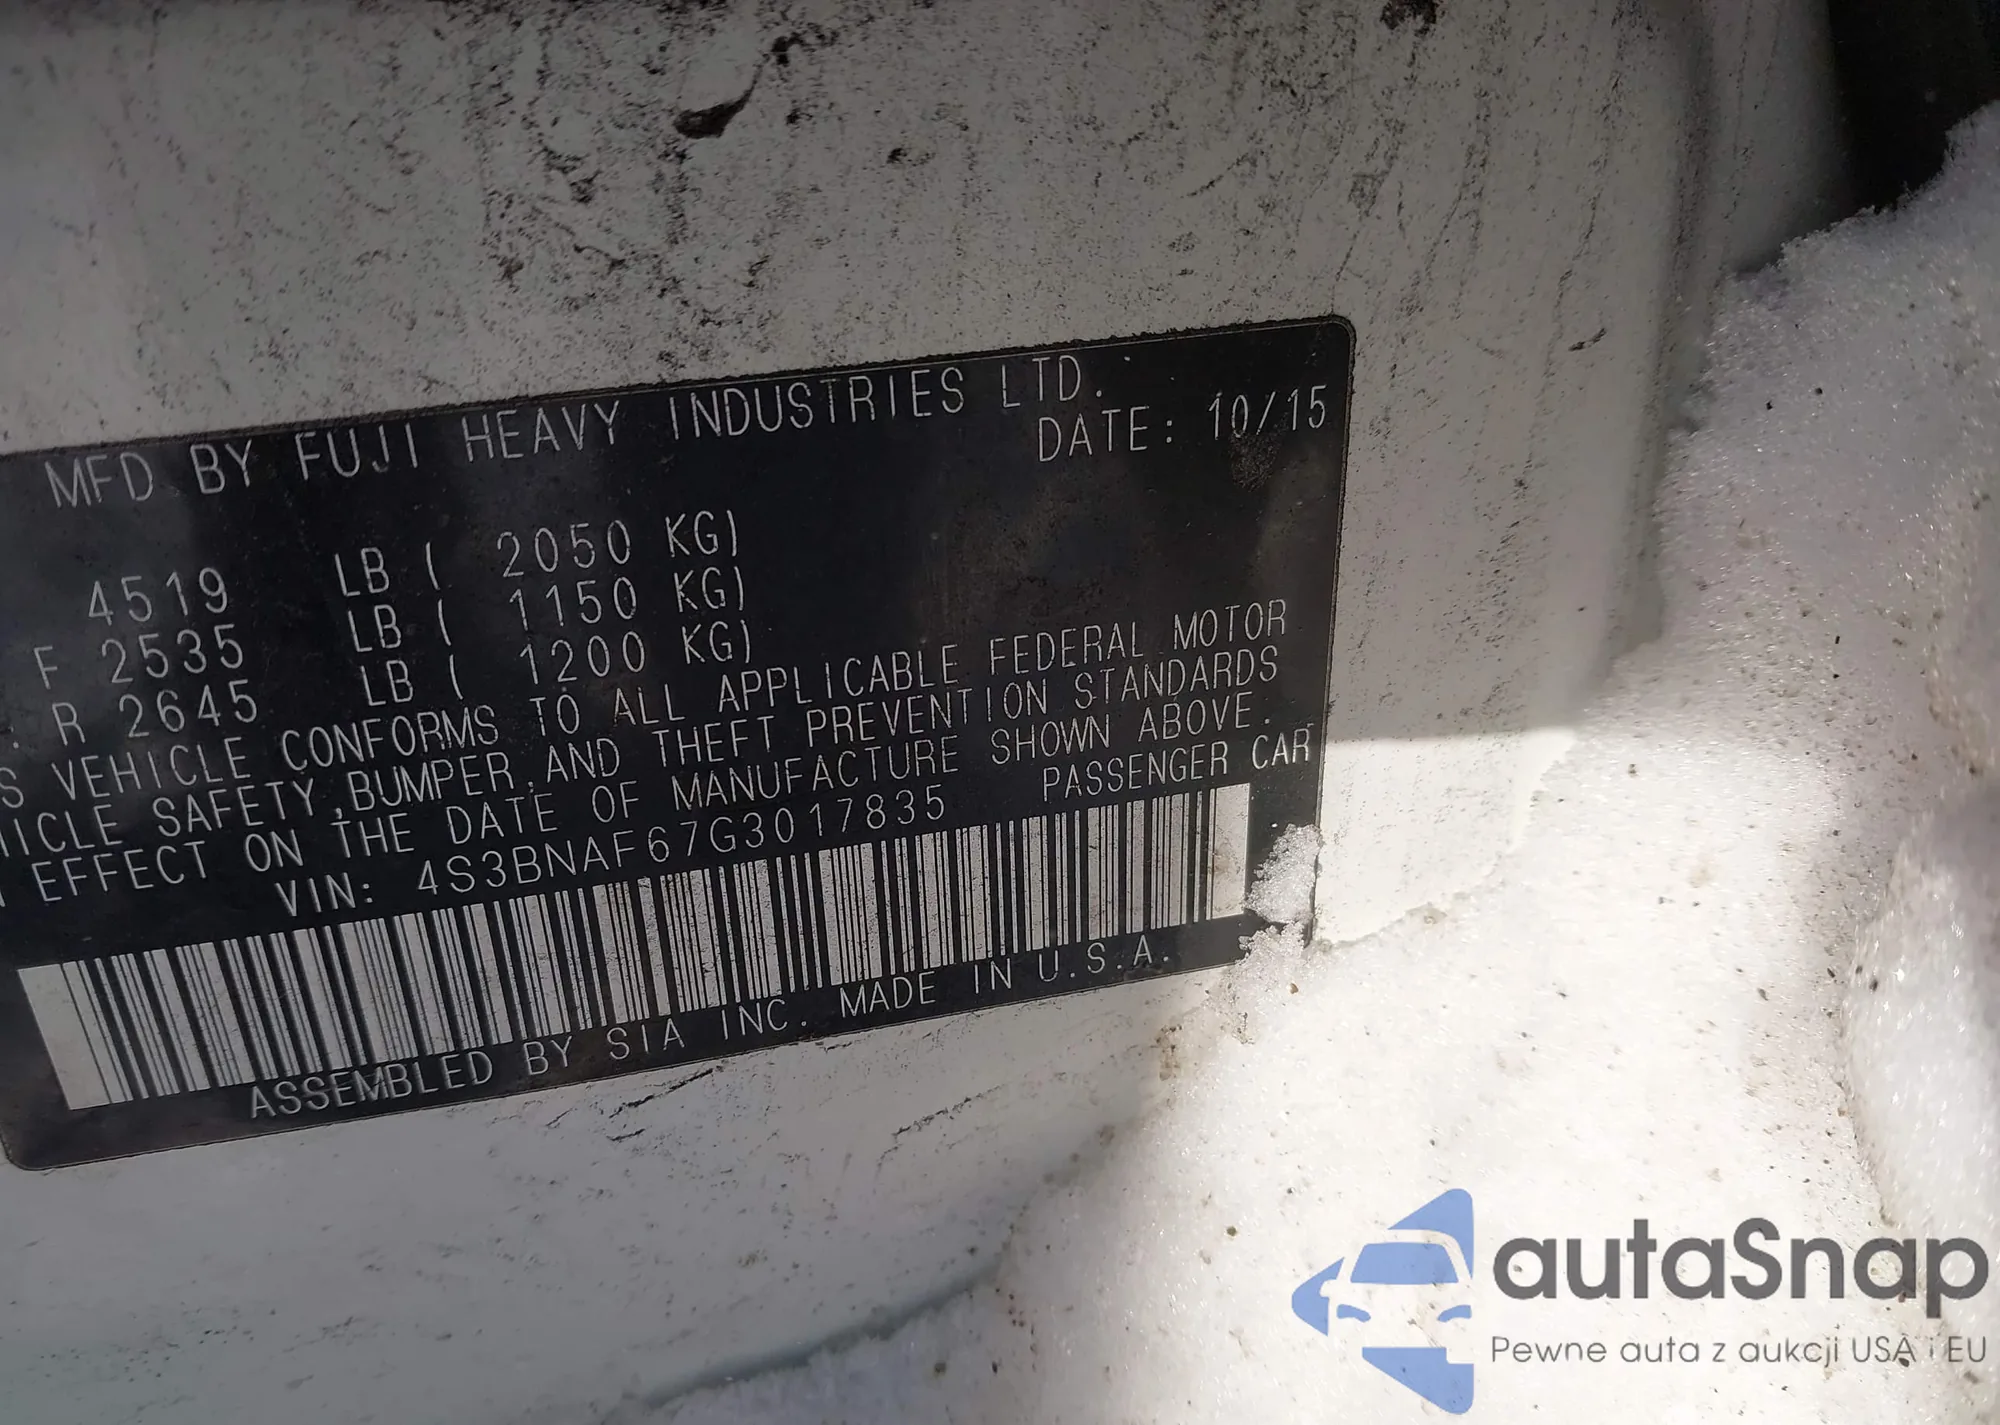 MFD BY FUJI HEAVY INDUSTRIES LTD.
DATE: 10/15
4519 LB ( 2050 KG)
F 2535 LB ( 1150 KG)
. R 2645 LB ( 1200 KG)
S VEHICLE CONFORMS TO ALL APPLICABLE FEDERAL MOTOR
HICLE SAFETY,BUMPER,AND THEFT PREVENTION STANDARDS
EFFECT ON THE DATE OF MANUFACTURE SHOWN ABOVE.
VIN: 4S3BNAF67G3017835 PASSENGER CAR
ASSEMBLED BY SIA INC. MADE IN U.S.A.
autaSnap
Pewne auta z aukcji USA i EU